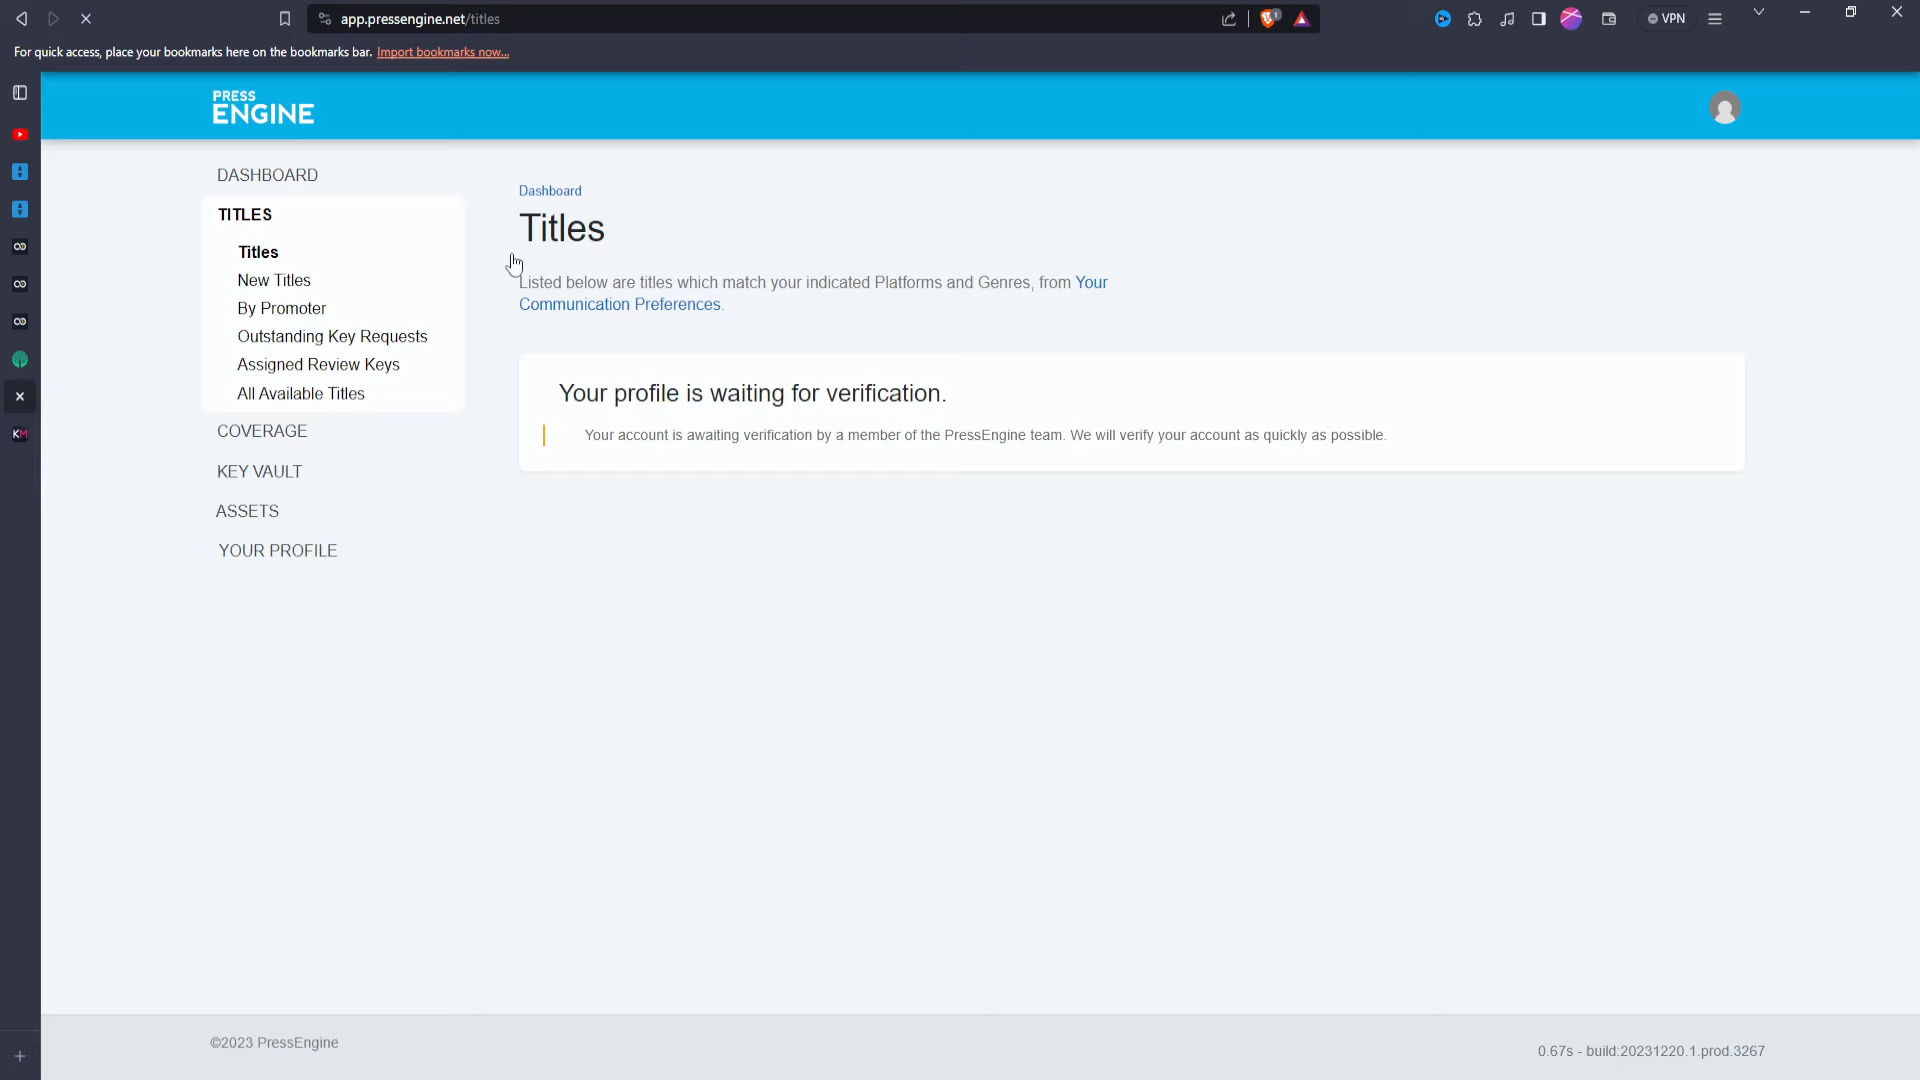 app.pressengine.net/titles
VPN
For quick access, place your bookmarks here on the bookmarks bar. Import bookmarks now...
PRESS
ENGINE
DASHBOARD
TITLES
Titles
New Titles
By Promoter
Outstanding Key Requests
Assigned Review Keys
All Available Titles
COVERAGE
KEY VAULT
ASSETS
YOUR PROFILE
KM
Dashboard
Titles
Listed below are titles which match your indicated Platforms and Genres, from Your
Communication Preferences.
Your profile is waiting for verification.
Your account is awaiting verification by a member of the PressEngine team. We will verify your account as quickly as possible.
©2023 PressEngine
0.67s - build:20231220.1.prod.3267